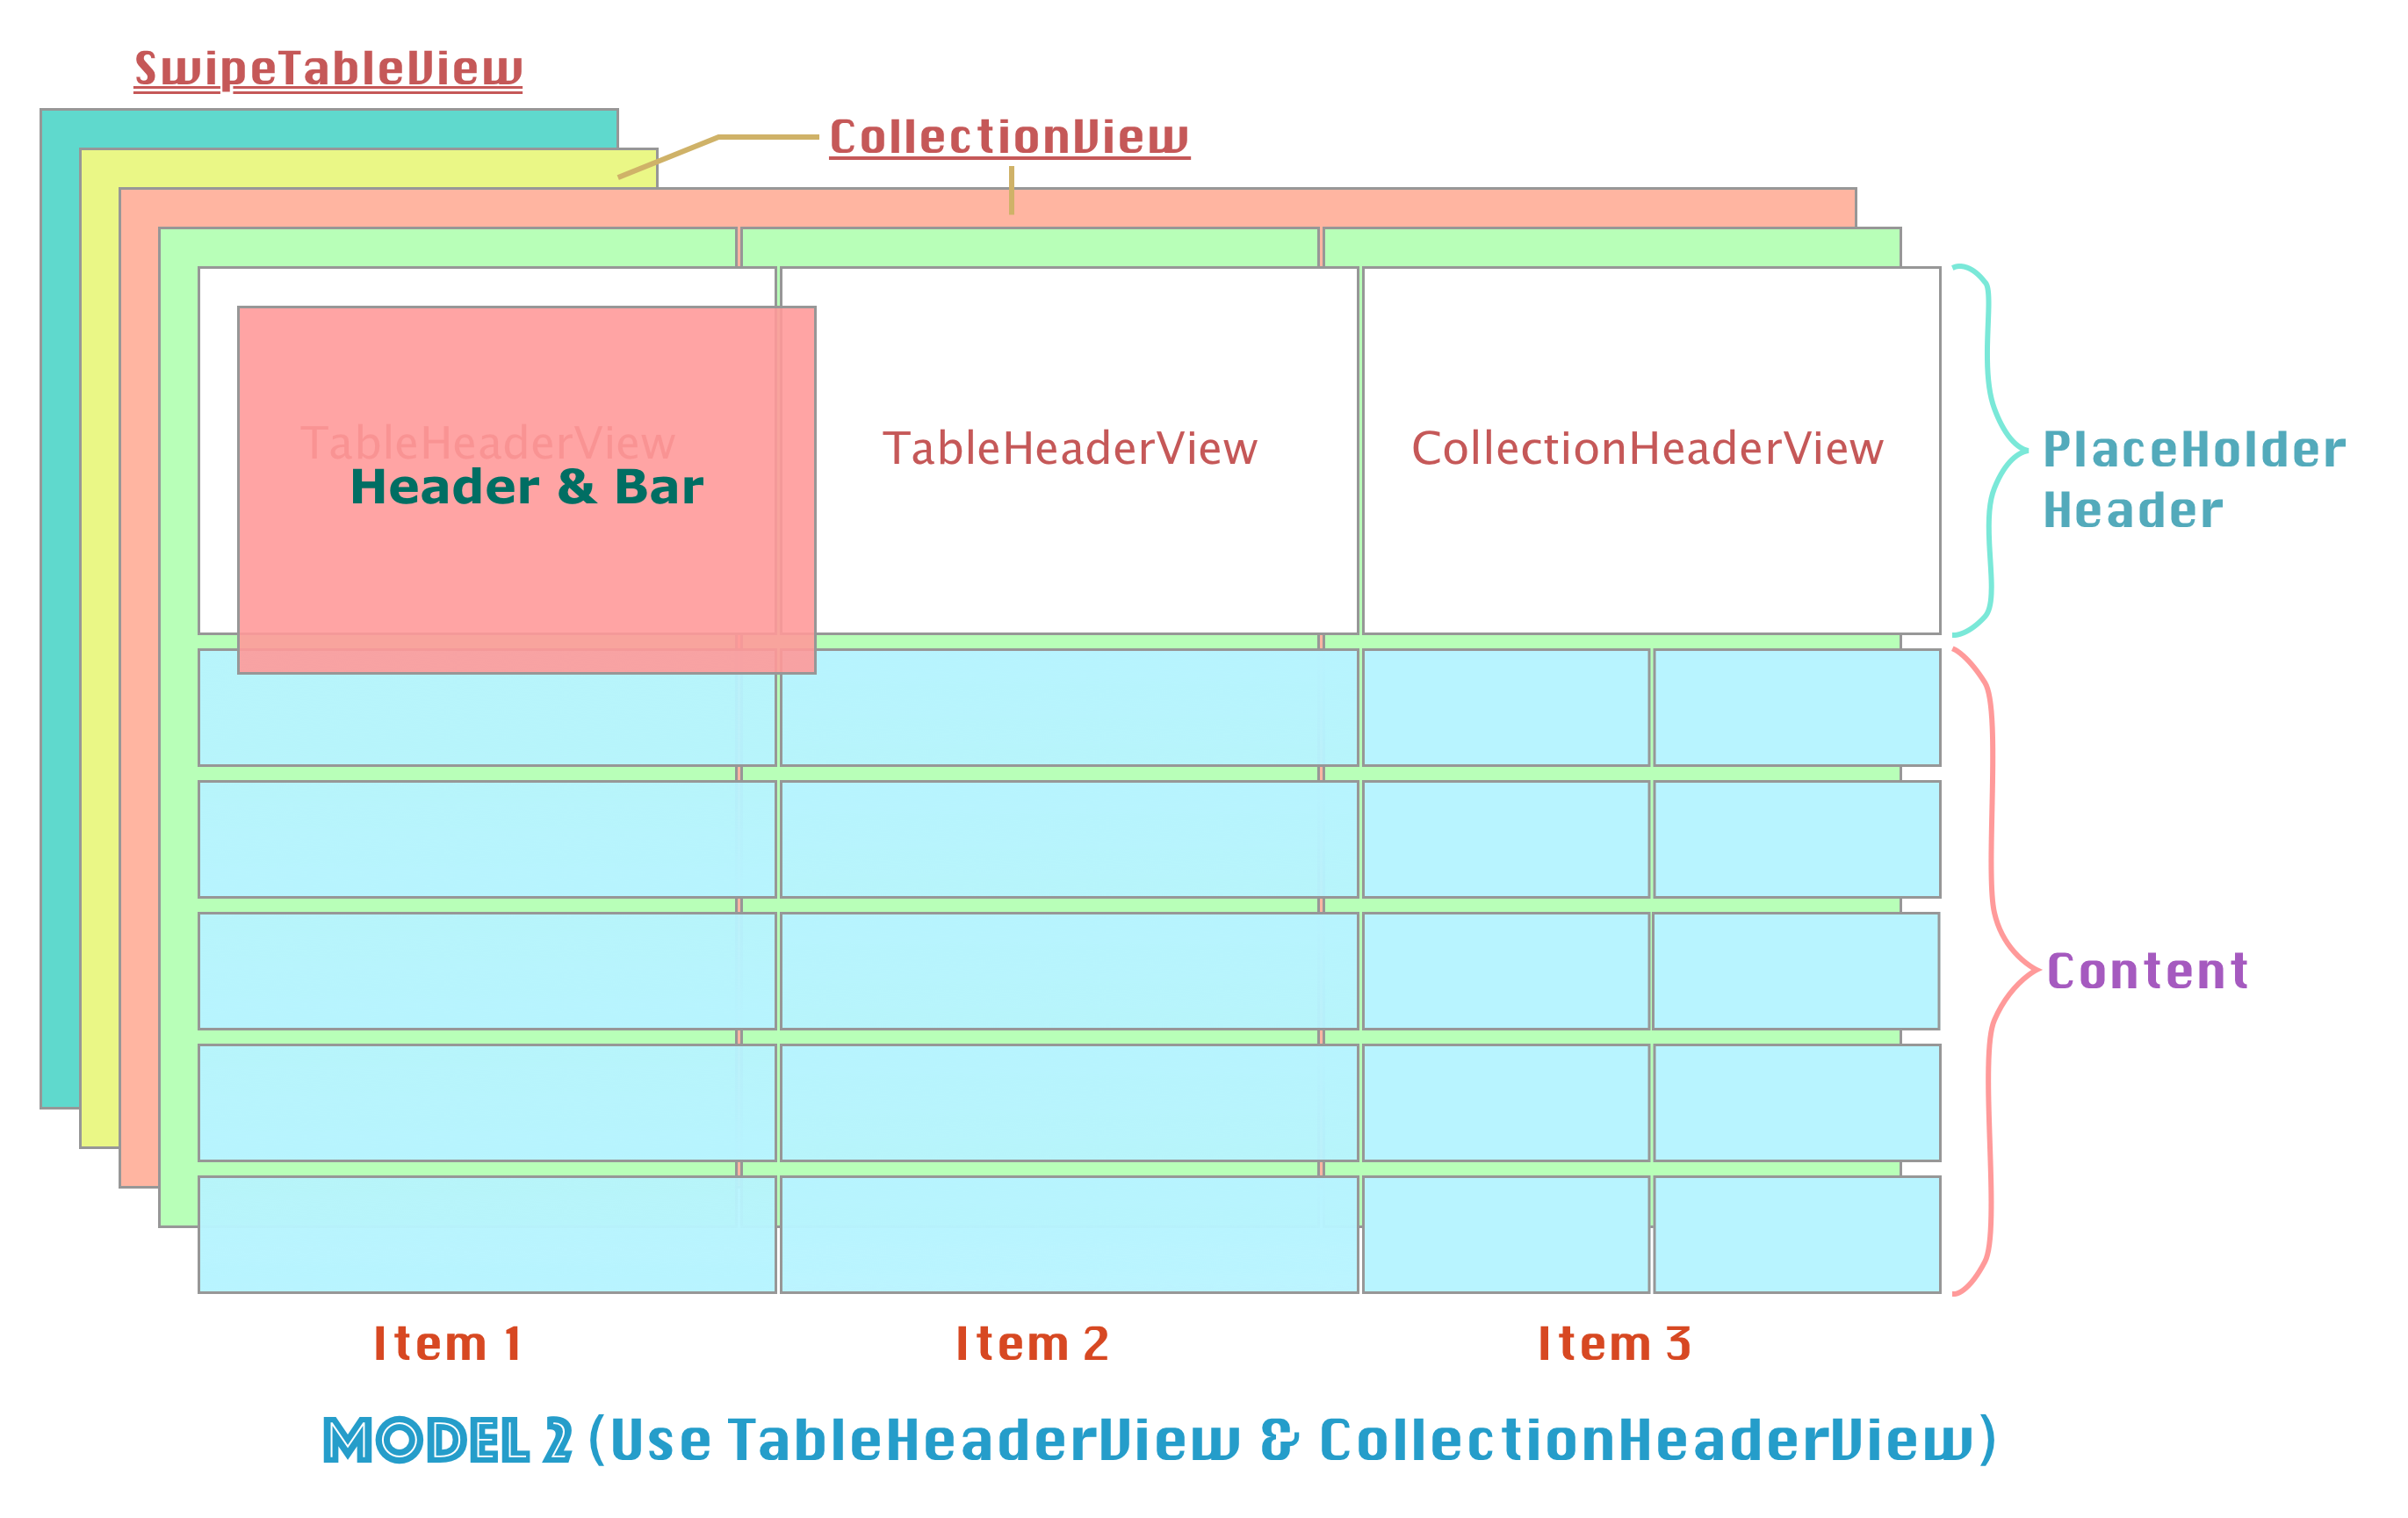 SwipeTableView
CollectionView
TableHeaderView
Header & Bar
TableHeaderView
CollectionHeaderView
PlaceHolder
Header
Content
Item 1
Item 2
Item 3
MODEL 2 (Use TableHeaderView & CollectionHeaderView)